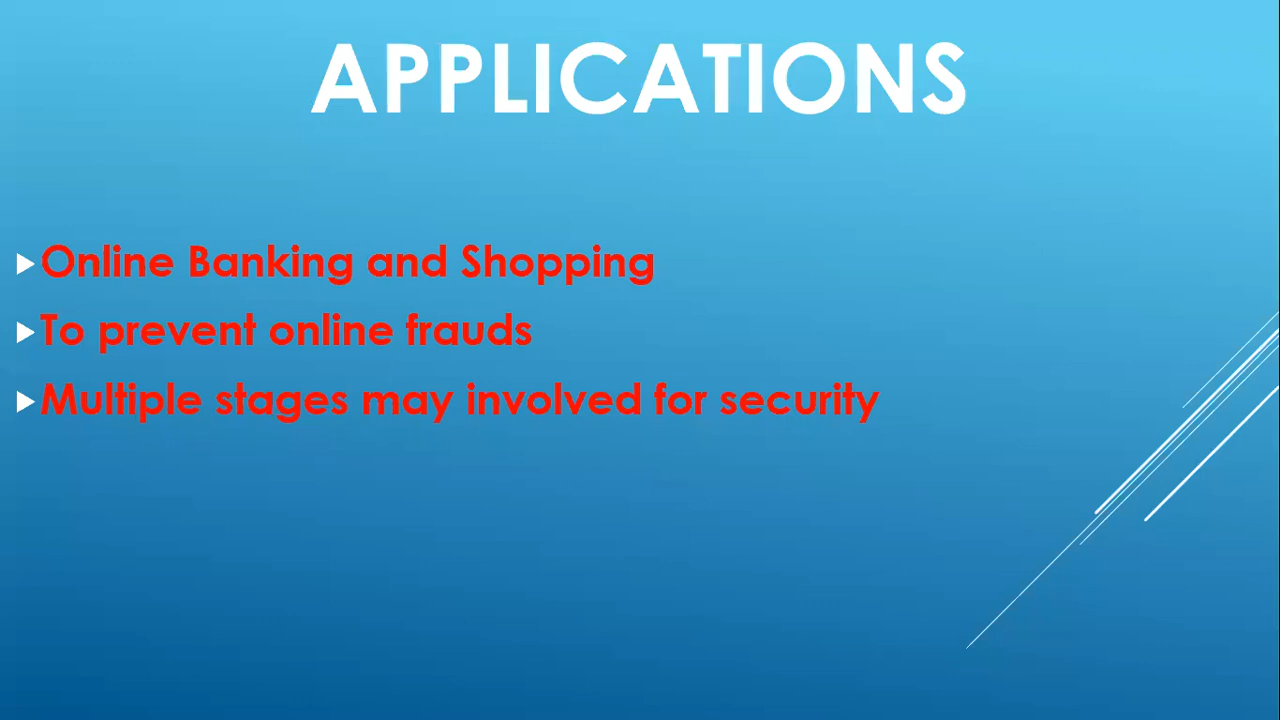 APPLICATIONS
Online Banking and Shopping
To prevent online frauds
Multiple stages may involved for security